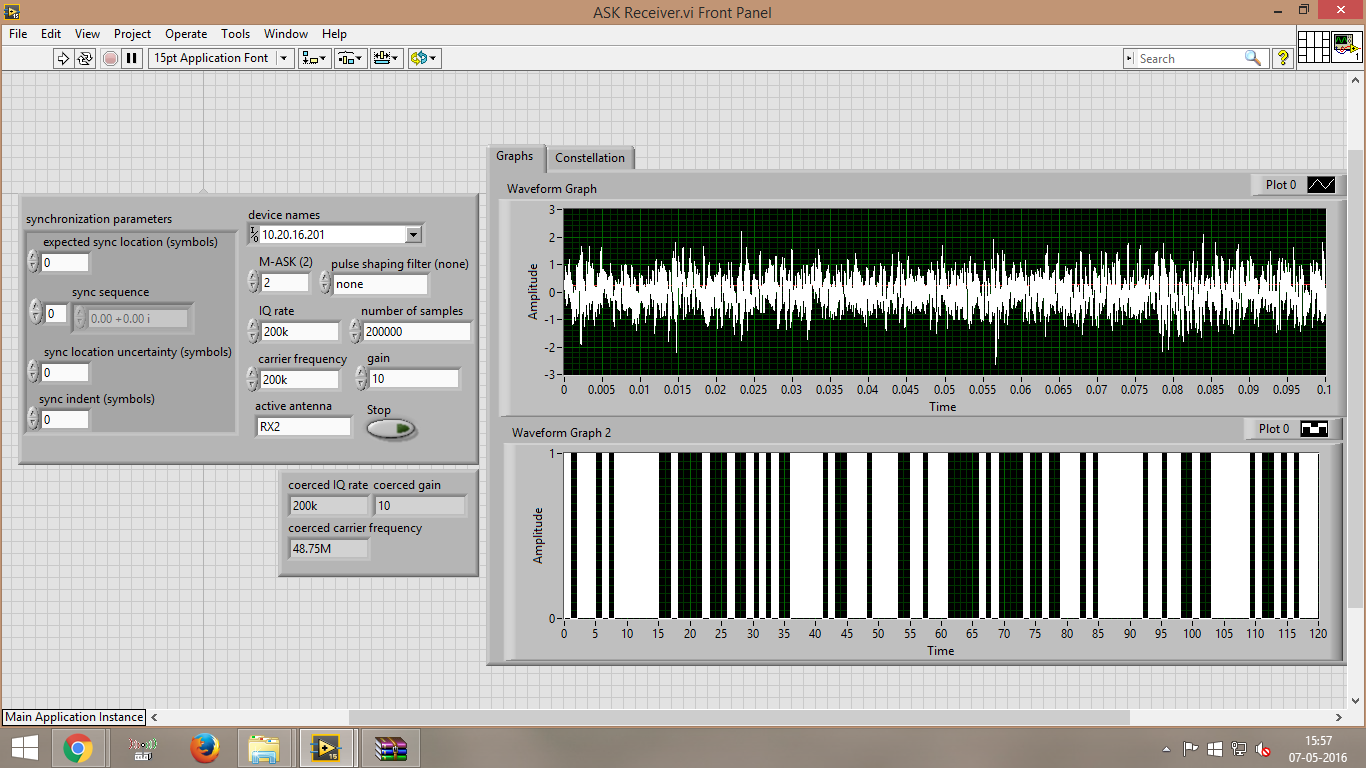 ASK Receiver.vi Front Panel
File Edit View Project Operate Tools Window Help
15pt Application Font
Search
?
1
synchronization parameters
expected sync location (symbols)
0
sync sequence
0
0.00 +0.00 i
sync location uncertainty (symbols)
0
sync indent (symbols)
0
device names
10.20.16.201
M-ASK (2)
2
pulse shaping filter (none)
none
IQ rate
200k
number of samples
200000
carrier frequency
200k
gain
10
active antenna
RX2
Stop
coerced IQ rate
200k
coerced gain
10
coerced carrier frequency
48.75M
Graphs Constellation
Waveform Graph
Plot 0
Amplitude
3
2
1
0
-1
-2
-3
0 0.005 0.01 0.015 0.02 0.025 0.03 0.035 0.04 0.045 0.05 0.055 0.06 0.065 0.07 0.075 0.08 0.085 0.09 0.095 0.1
Time
Waveform Graph 2
Plot 0
Amplitude
1
0
0 5 10 15 20 25 30 35 40 45 50 55 60 65 70 75 80 85 90 95 100 105 110 115 120
Time
Main Application Instance
15
15:57
07-05-2016